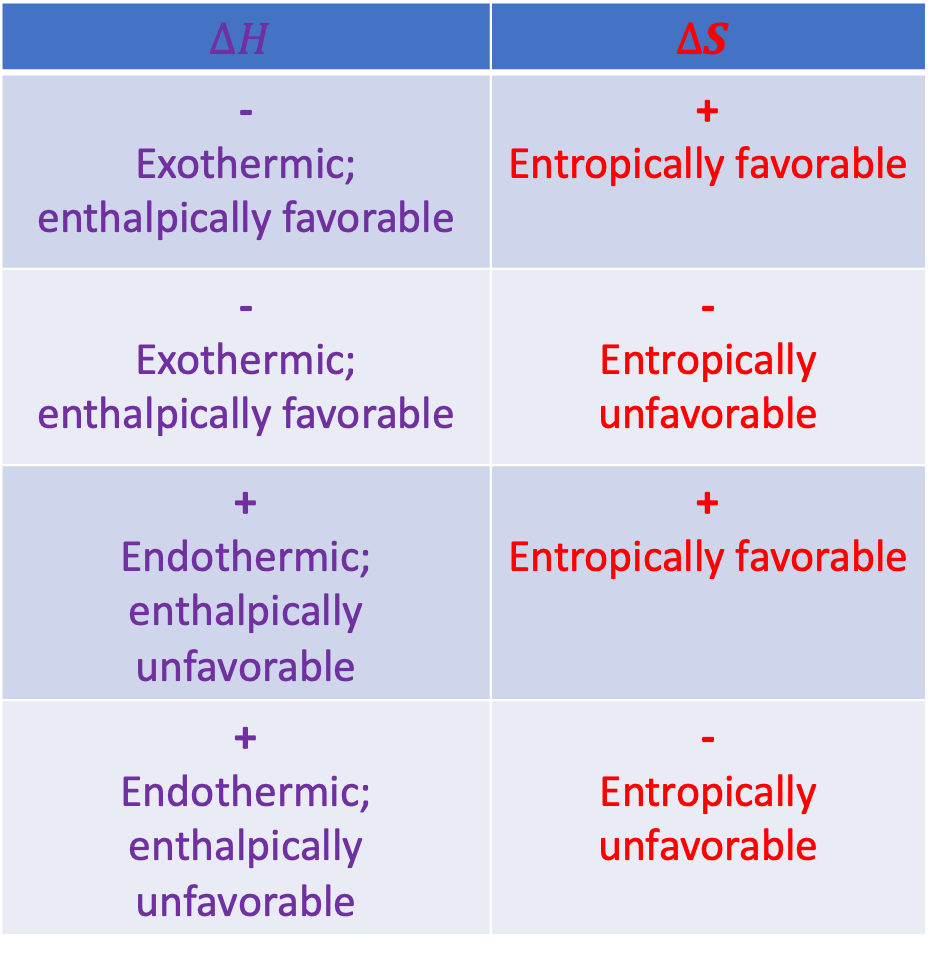 ΔH ΔS
-
Exothermic;
enthalpically favorable
+
Entropically favorable
-
Exothermic;
enthalpically favorable
-
Entropically
unfavorable
+
Endothermic;
enthalpically
unfavorable
+
Entropically favorable
+
Endothermic;
enthalpically
unfavorable
-
Entropically
unfavorable